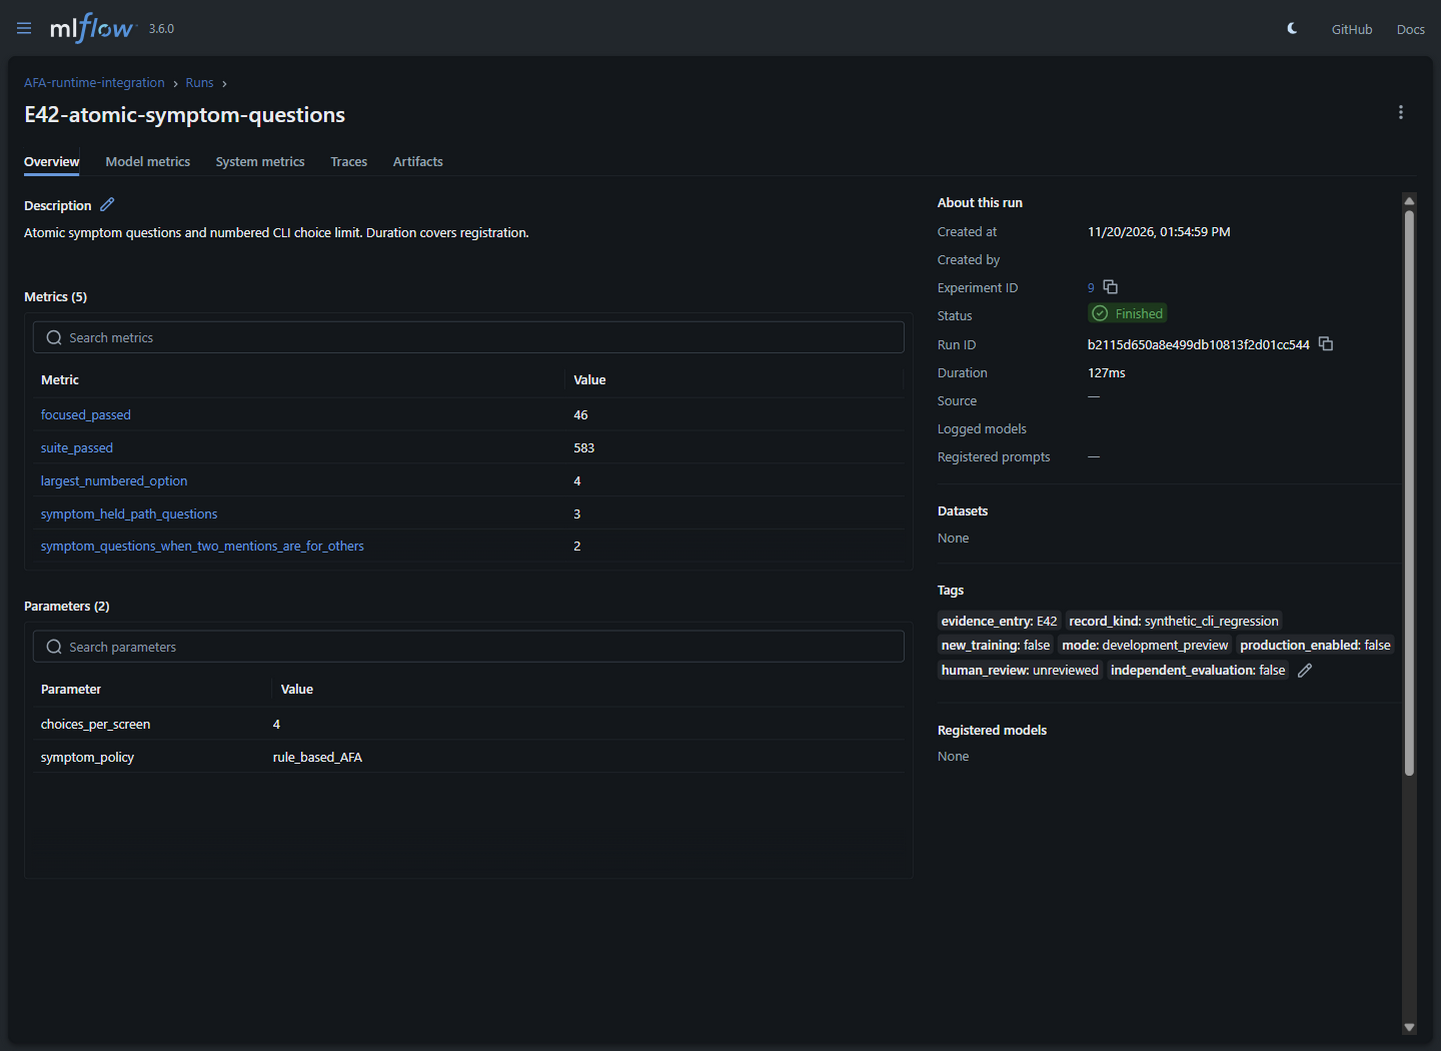 mlflow 3.6.0 GitHub Docs
AFA-runtime-integration › Runs ›
E42-atomic-symptom-questions
Overview Model metrics System metrics Traces Artifacts
Description
Atomic symptom questions and numbered CLI choice limit. Duration covers registration.
Metrics (5)
Search metrics
Metric Value
focused_passed 46
suite_passed 583
largest_numbered_option 4
symptom_held_path_questions 3
symptom_questions_when_two_mentions_are_for_others 2
Parameters (2)
Search parameters
Parameter Value
choices_per_screen 4
symptom_policy rule_based_AFA
About this run
Created at 11/20/2026, 01:54:59 PM
Created by
Experiment ID 9
Status Finished
Run ID b2115d650a8e499db10813f2d01cc544
Duration 127ms
Source —
Logged models
Registered prompts —
Datasets
None
Tags
evidence_entry: E42 record_kind: synthetic_cli_regression
new_training: false mode: development_preview production_enabled: false
human_review: unreviewed independent_evaluation: false
Registered models
None